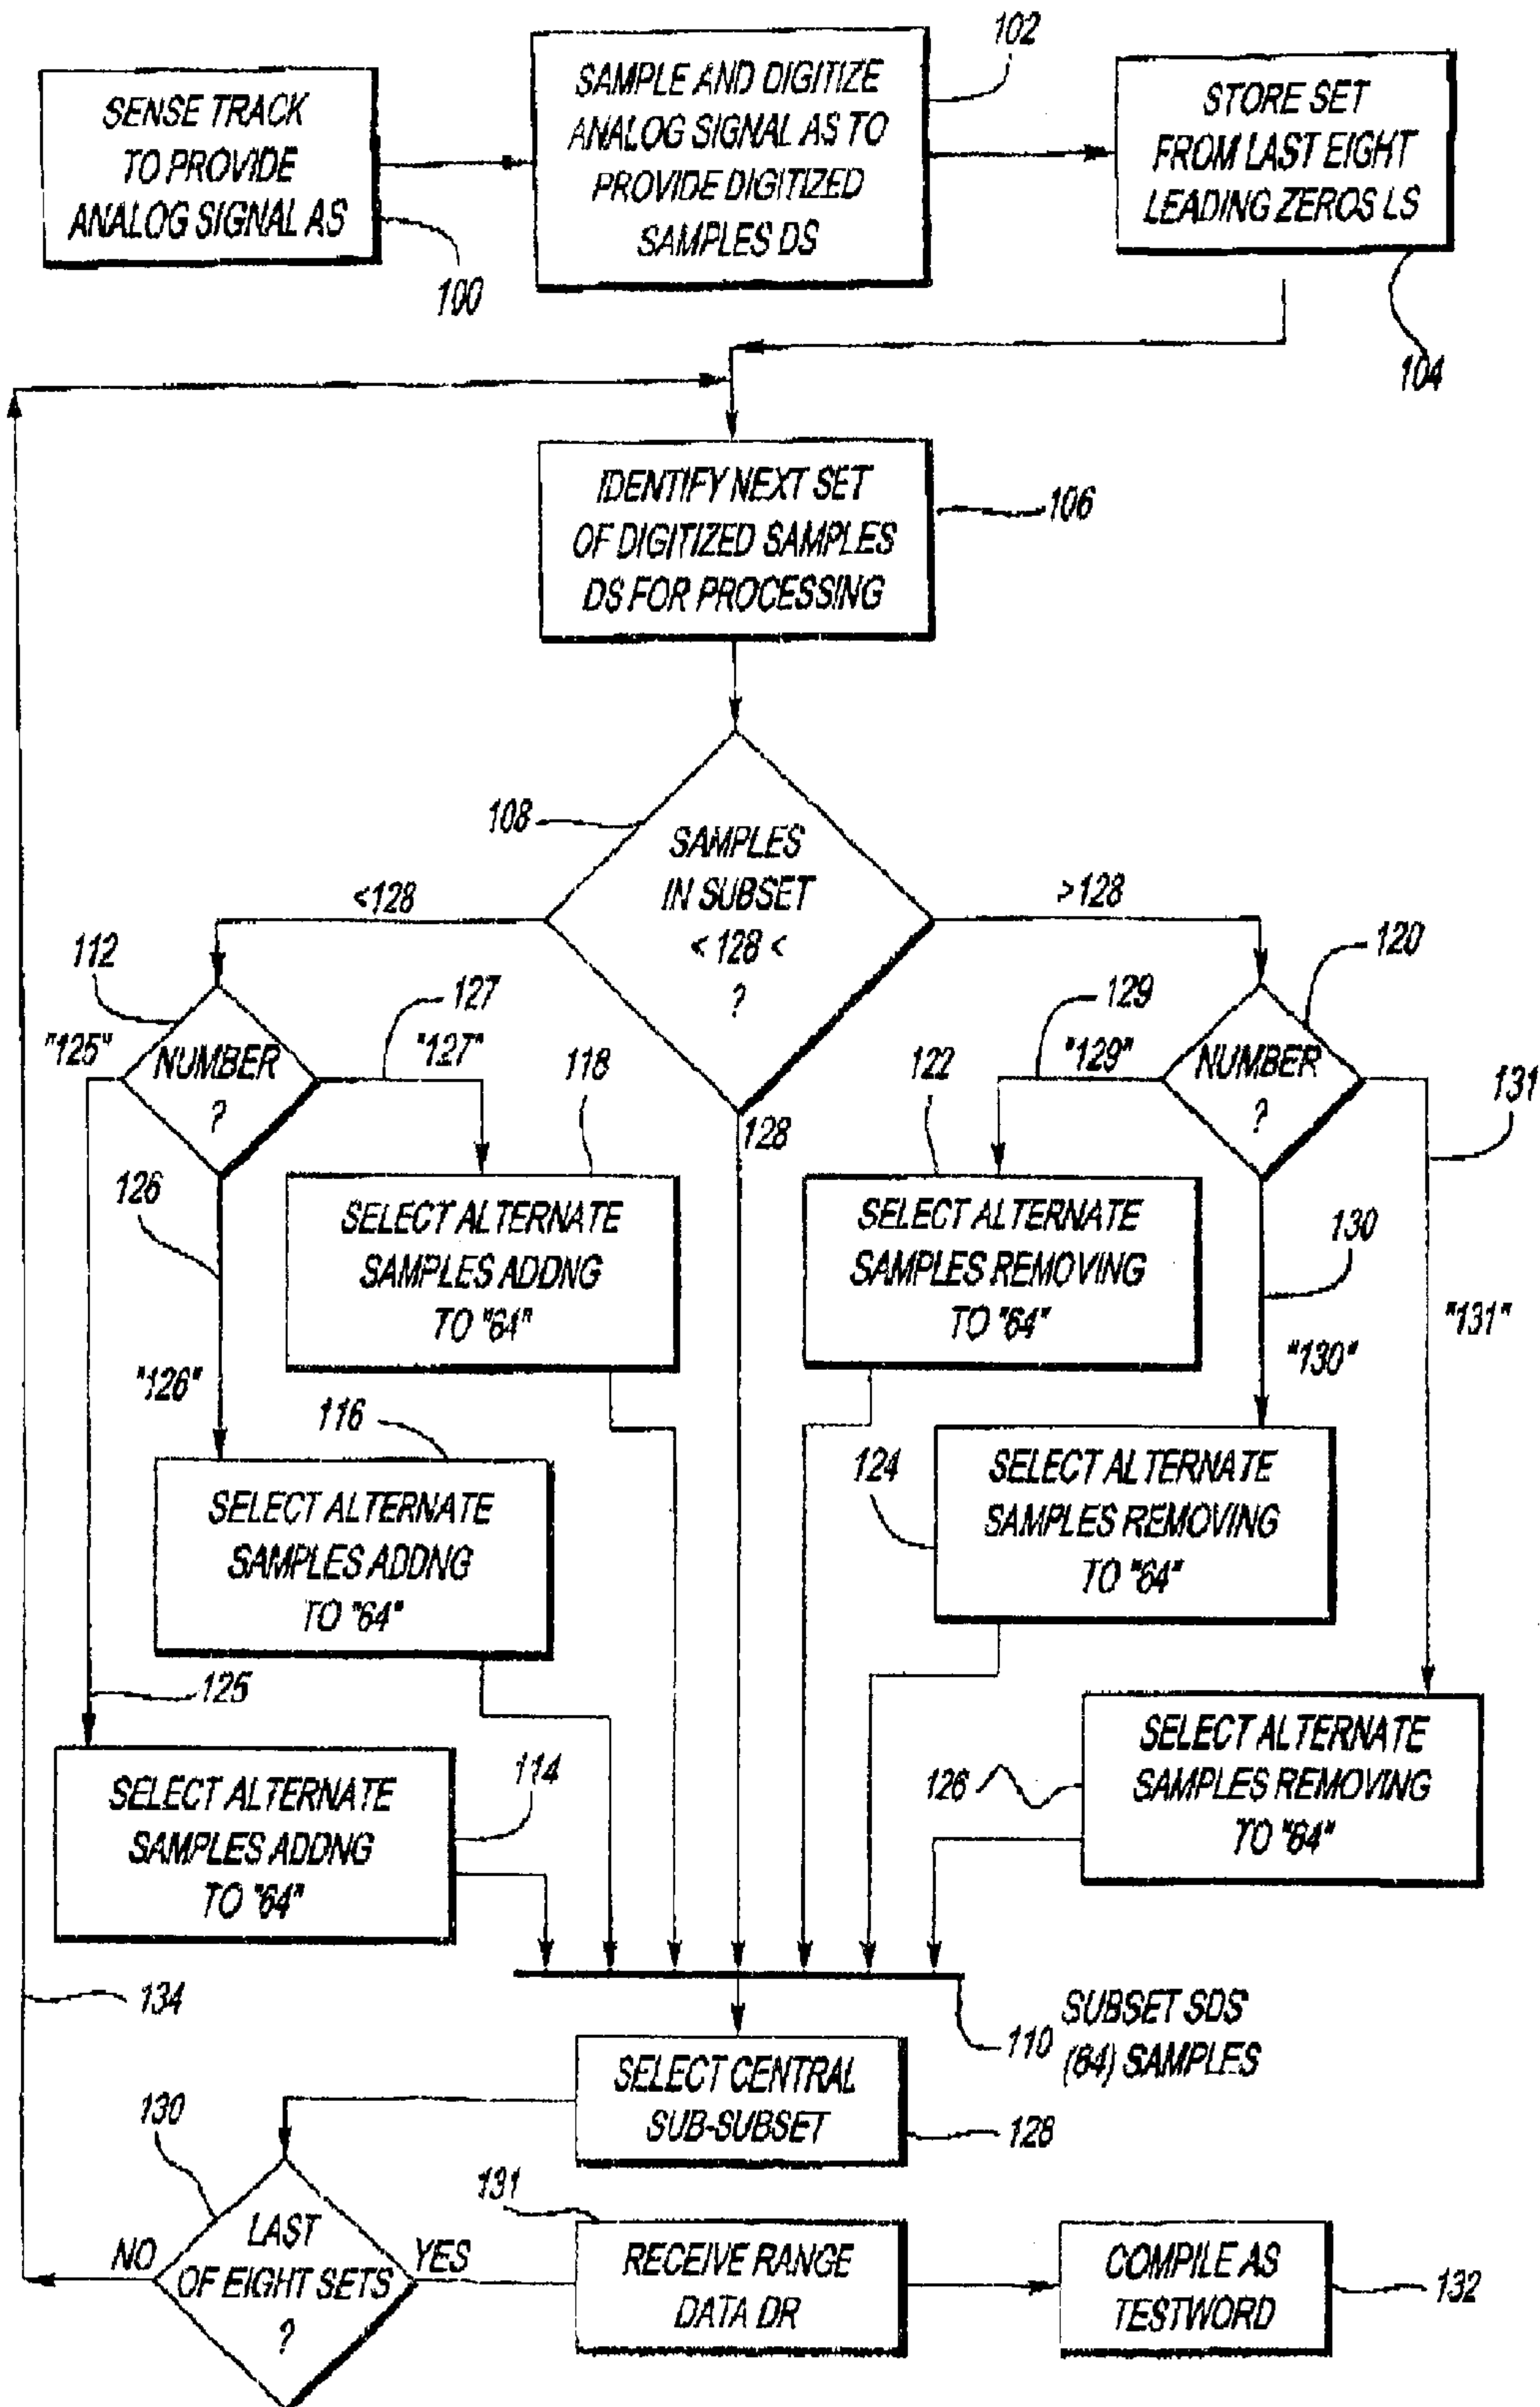 SENSE TRACK
TO PROVIDE
ANALOG SIGNAL AS
100
SAMPLE AND DIGITIZE
ANALOG SIGNAL AS TO
PROVIDE DIGITIZED
SAMPLES DS
102
STORE SET
FROM LAST EIGHT
LEADING ZEROS LS
104
IDENTIFY NEXT SET
OF DIGITIZED SAMPLES
DS FOR PROCESSING
106
108
SAMPLES
IN SUBSET
< 128 <
?
<128
>128
128
112
"125"
NUMBER
?
127
"127"
118
SELECT ALTERNATE
SAMPLES ADDNG
TO "64"
126
"126"
116
SELECT ALTERNATE
SAMPLES ADDNG
TO "64"
125
SELECT ALTERNATE
SAMPLES ADDNG
TO "64"
114
120
NUMBER
?
129
"129"
122
SELECT ALTERNATE
SAMPLES REMOVING
TO "64"
130
"130"
124
SELECT ALTERNATE
SAMPLES REMOVING
TO "64"
131
"131"
126
SELECT ALTERNATE
SAMPLES REMOVING
TO "64"
110
SUBSET SDS
(64) SAMPLES
134
SELECT CENTRAL
SUB-SUBSET
128
130
LAST
OF EIGHT SETS
?
NO
YES
131
RECEIVE RANGE
DATA DR
COMPILE AS
TESTWORD
132